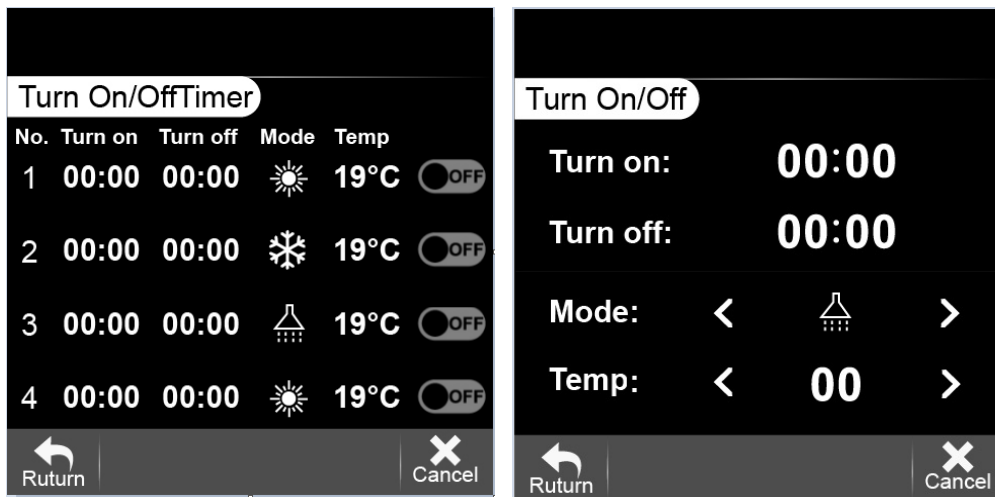 Turn On/OffTimer
No. Turn on Turn off Mode Temp
1 00:00 00:00 19°C OFF
2 00:00 00:00 19°C OFF
3 00:00 00:00 19°C OFF
4 00:00 00:00 19°C OFF
Ruturn Cancel
Turn On/Off
Turn on: 00:00
Turn off: 00:00
Mode:
Temp: 00
Ruturn Cancel